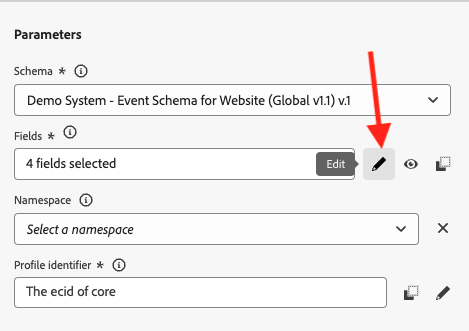 Parameters
Schema *
Demo System - Event Schema for Website (Global v1.1) v.1
Fields *
4 fields selected
Edit
Namespace
Select a namespace
Profile identifier *
The ecid of core